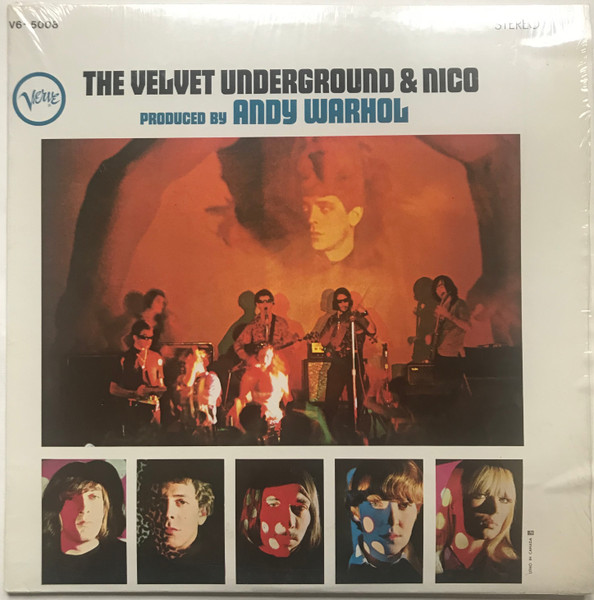 V6-5008
STEREO
Verve
THE VELVET UNDERGROUND & NICO
PRODUCED BY ANDY WARHOL